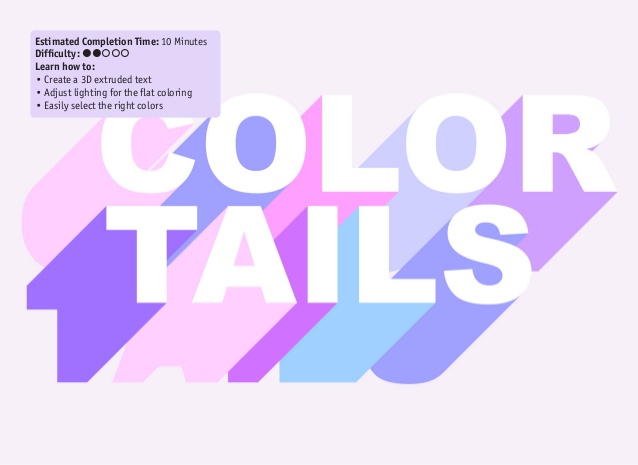 Estimated Completion Time: 10 Minutes
Difficulty:
Learn how to:
• Create a 3D extruded text
• Adjust lighting for the flat coloring
• Easily select the right colors
COLOR
TAILS